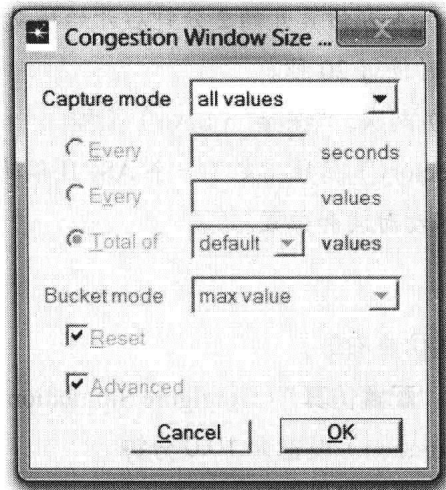 Congestion Window Size ...
Capture mode all values
Every seconds
Every values
Total of default values
Bucket mode max value
Reset
Advanced
Cancel OK